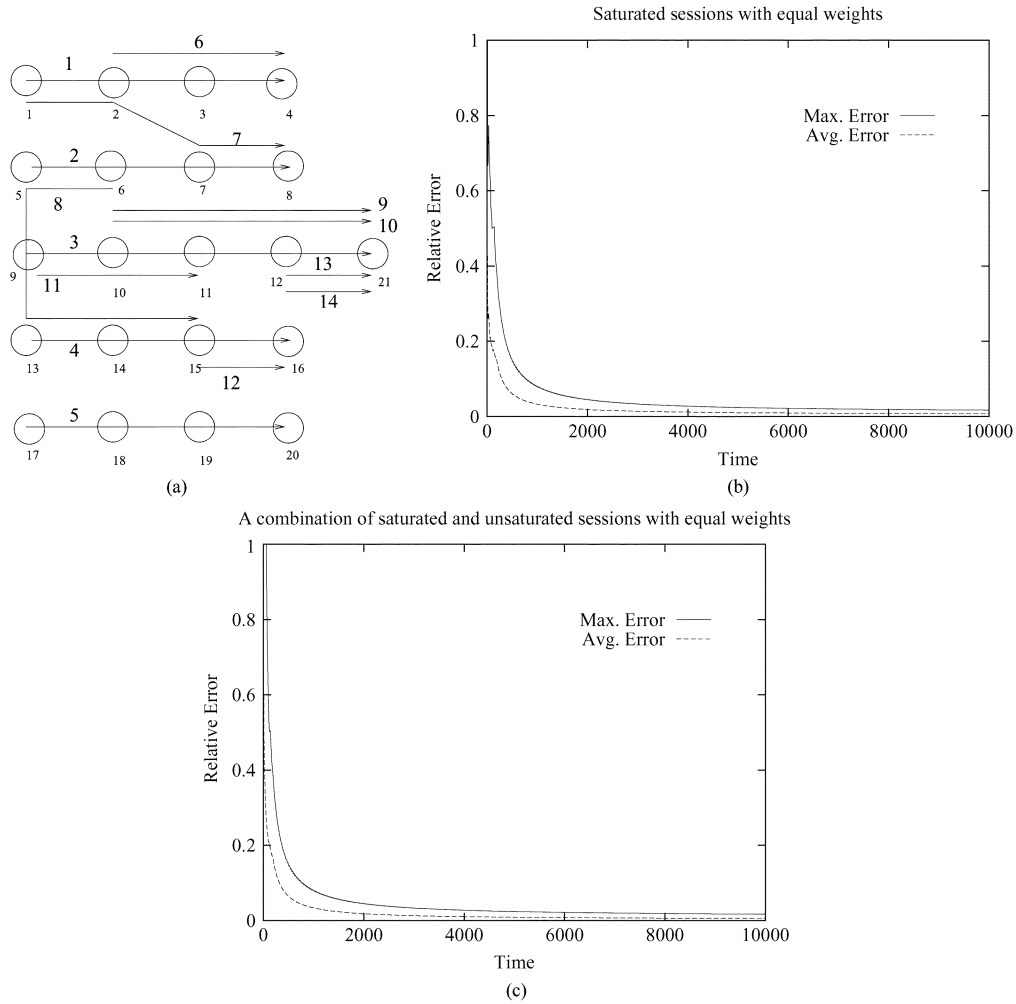 6
1
1 2 3 4
7
2
5 6 7 8
8
9
10
3
13
9 10 11 12 21
11
14
4
13 14 15 16
12
5
17 18 19 20
(a)
Saturated sessions with equal weights
1
0.8
0.6
0.4
0.2
0
Relative Error
Max. Error
Avg. Error
0 2000 4000 6000 8000 10000
Time
(b)
A combination of saturated and unsaturated sessions with equal weights
1
0.8
0.6
0.4
0.2
0
Relative Error
Max. Error
Avg. Error
0 2000 4000 6000 8000 10000
Time
(c)